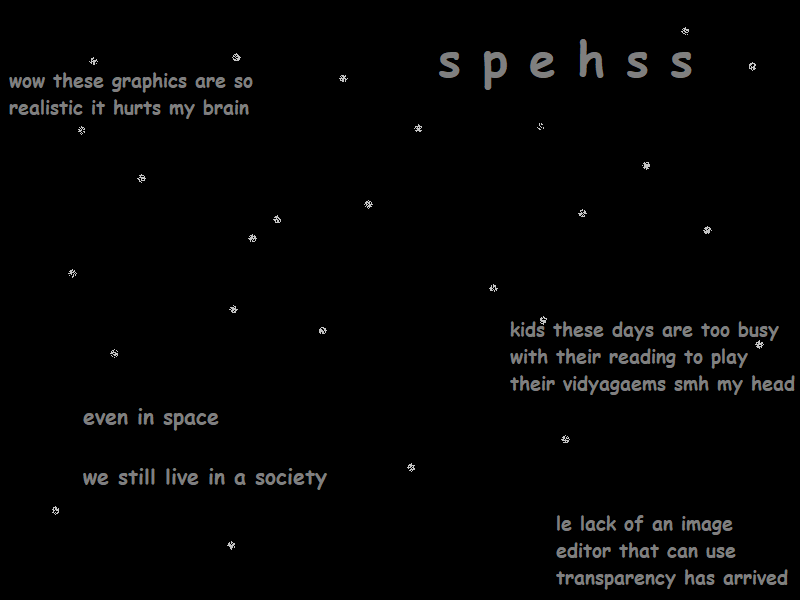 s p e h s s
wow these graphics are so
realistic it hurts my brain
kids these days are too busy
with their reading to play
their vidyagaems smh my head
even in space
we still live in a society
le lack of an image
editor that can use
transparency has arrived